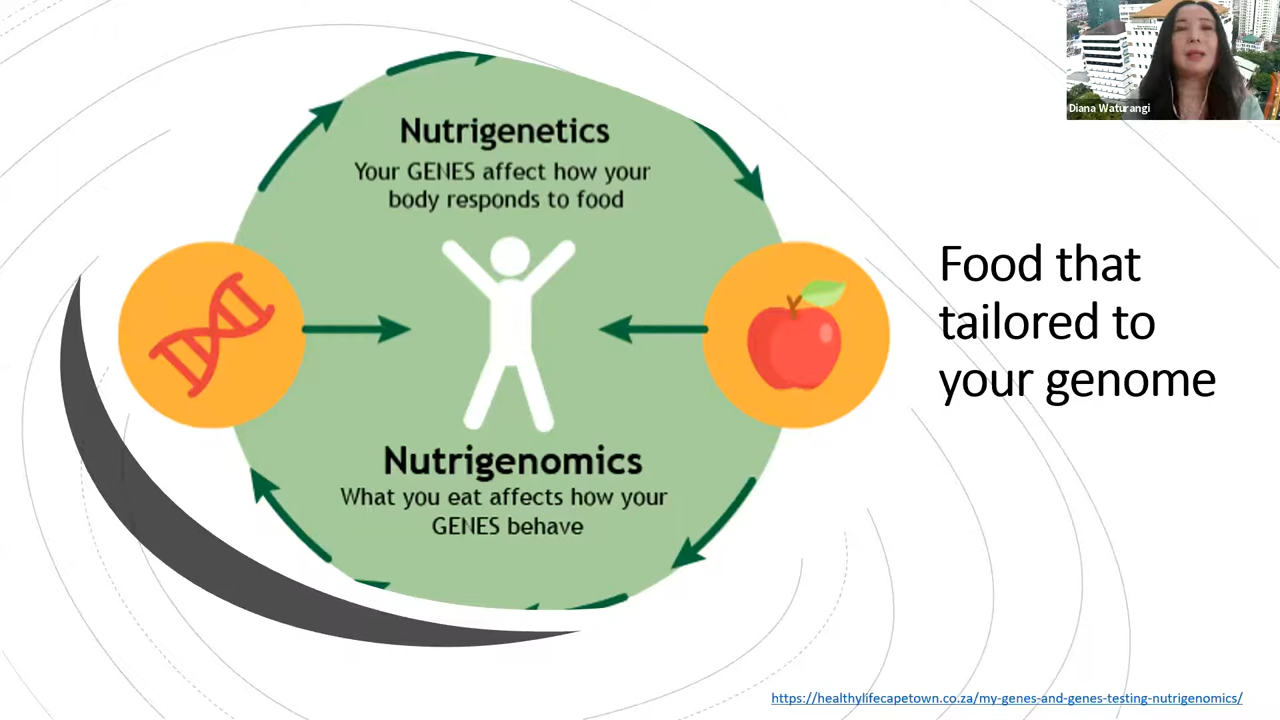 Diana Waturangi
Nutrigenetics
Your GENES affect how your
body responds to food
Nutrigenomics
What you eat affects how your
GENES behave
Food that
tailored to
your genome
https://healthylifecapetown.co.za/my-genes-and-genes-testing-nutrigenomics/